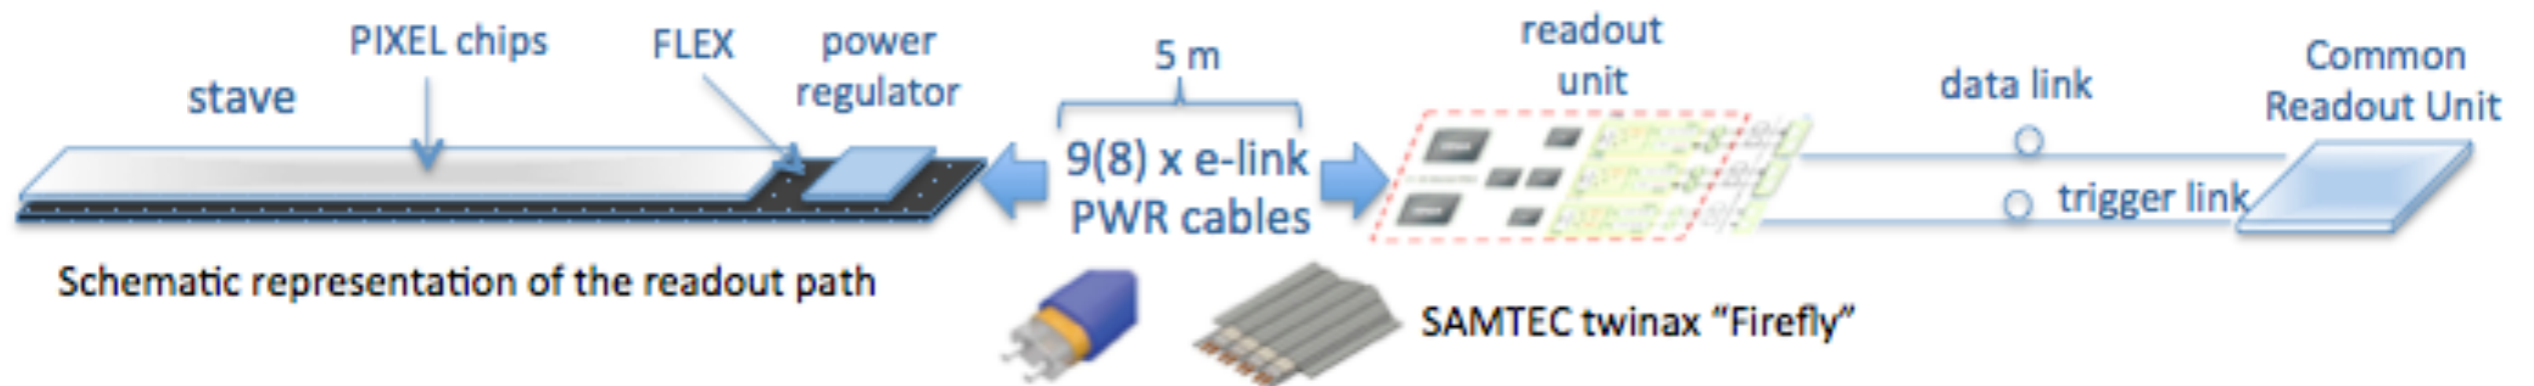 stave
PIXEL chips
FLEX
power
regulator
5 m
9(8) x e-link
PWR cables
readout
unit
data link
trigger link
Common
Readout Unit
Schematic representation of the readout path
SAMTEC twinax “Firefly”